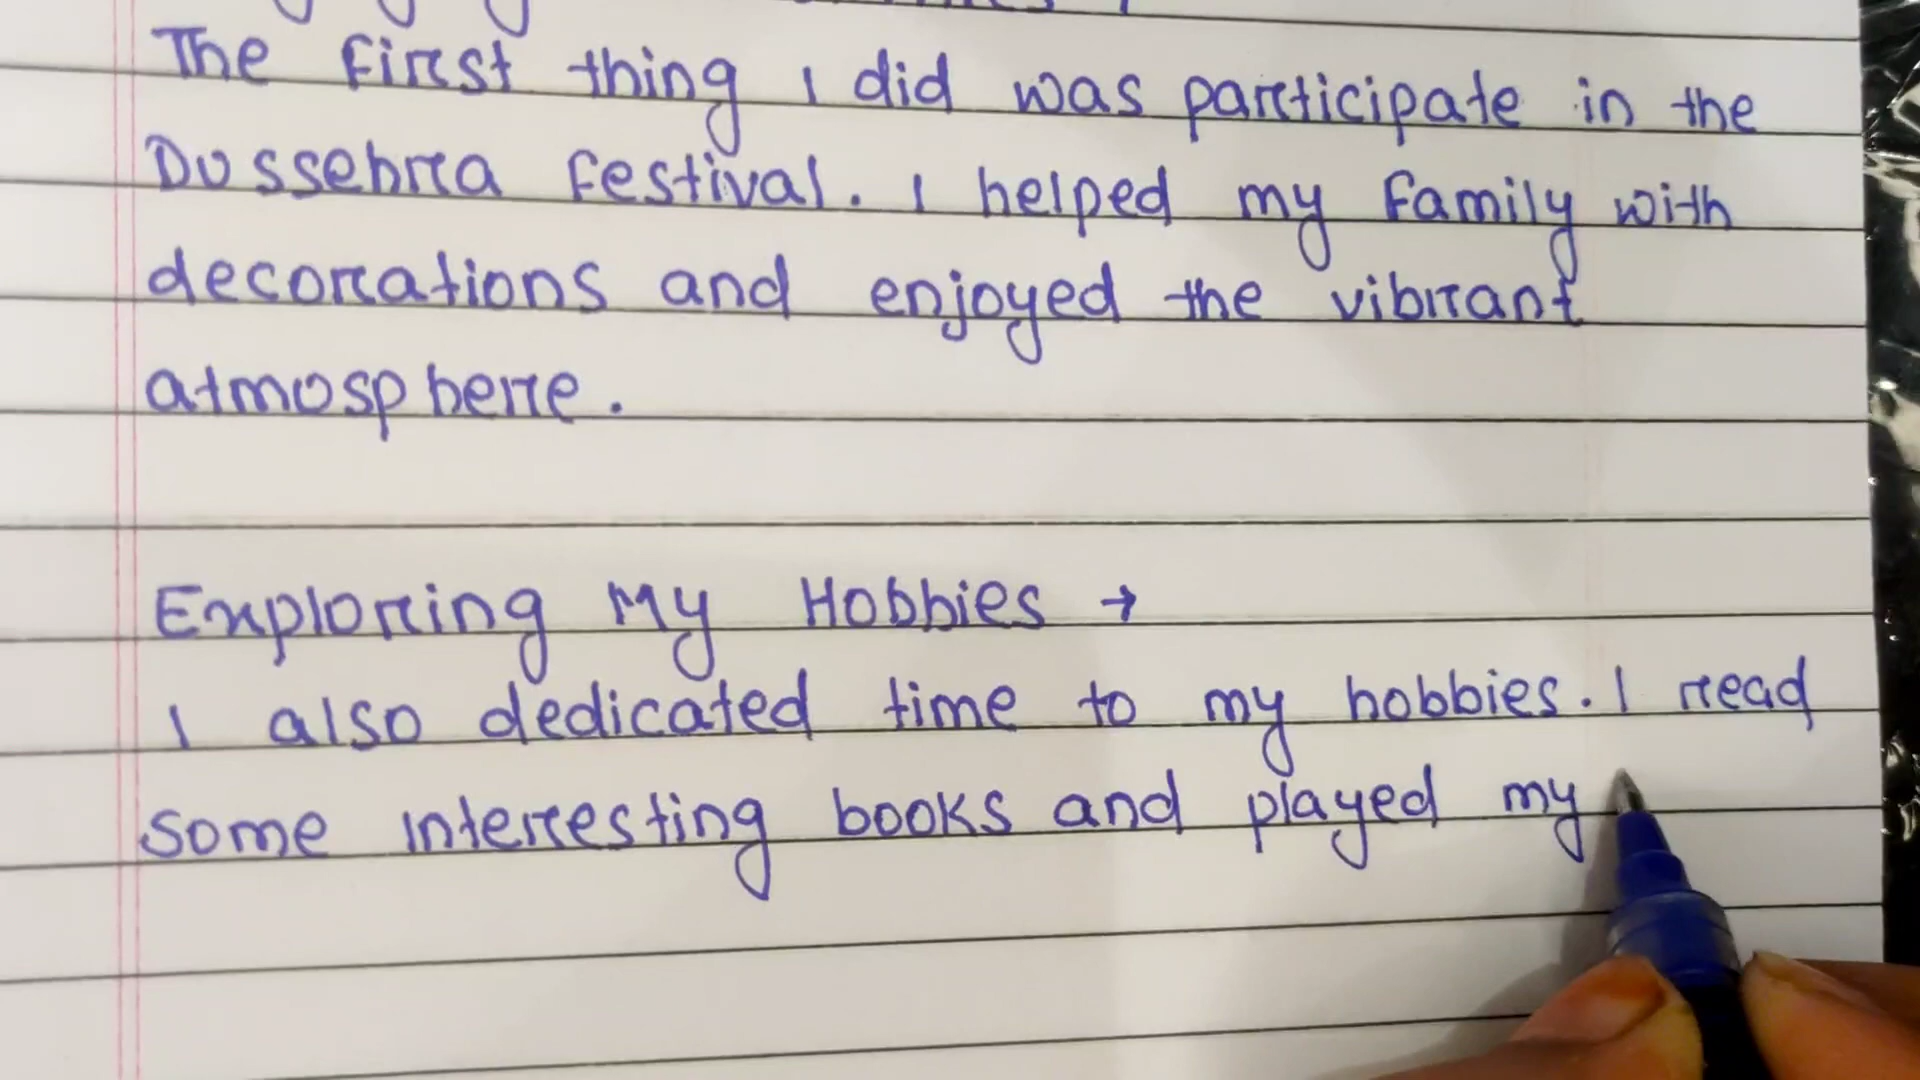 The first thing I did was participate in the
Dussehra festival. I helped my family with
decorations and enjoyed the vibrant
atmosphere.
Exploring My Hobbies →
I also dedicated time to my hobbies. I read
some interesting books and played my